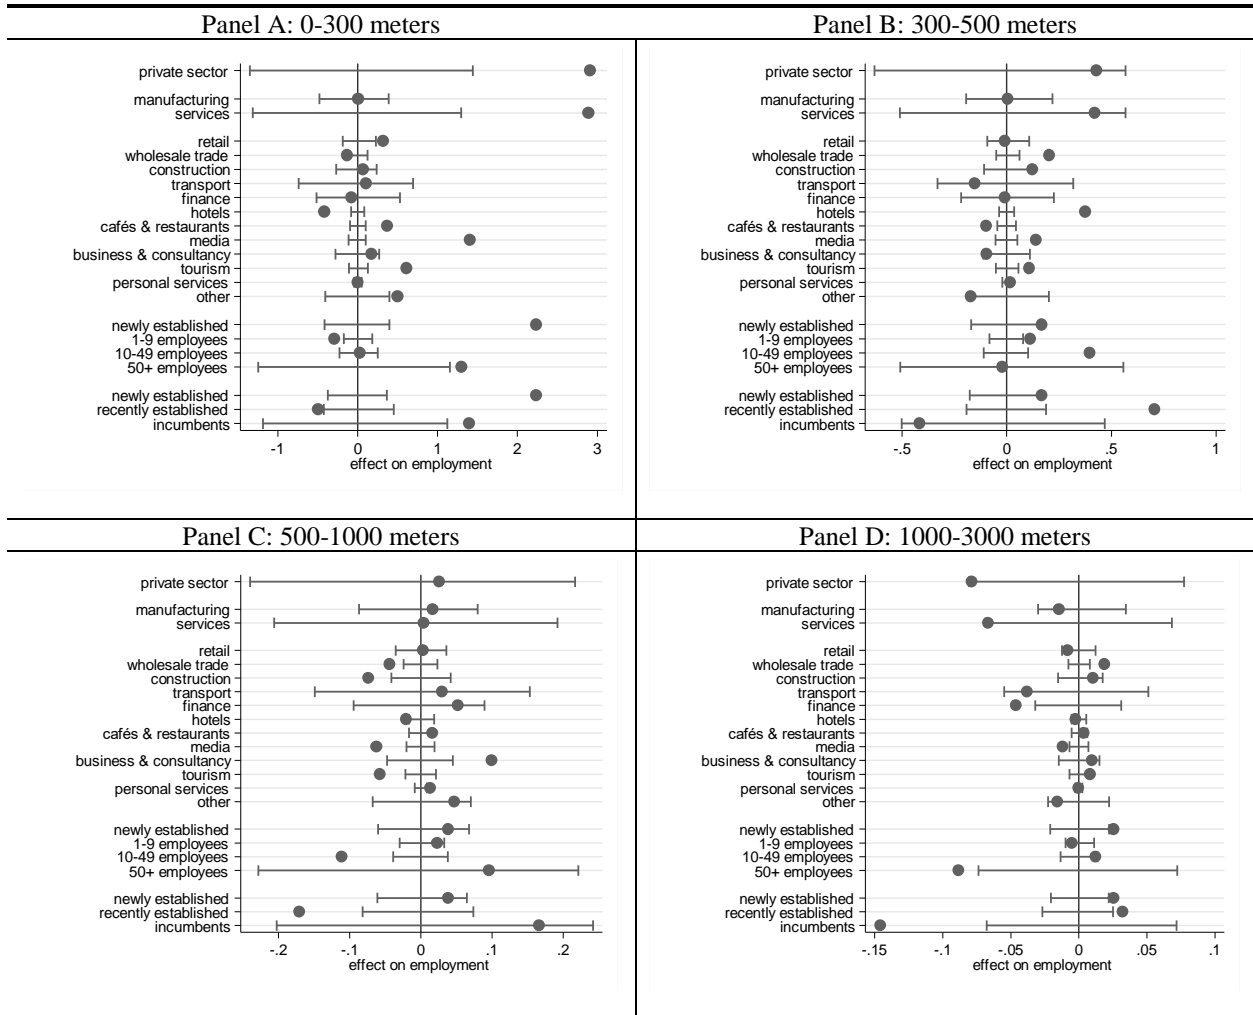 Panel A: 0-300 meters
private sector
manufacturing
services
retail
wholesale trade
construction
transport
finance
hotels
cafés & restaurants
media
business & consultancy
tourism
personal services
other
newly established
1-9 employees
10-49 employees
50+ employees
newly established
recently established
incumbents
-1 0 1 2 3
effect on employment
Panel B: 300-500 meters
private sector
manufacturing
services
retail
wholesale trade
construction
transport
finance
hotels
cafés & restaurants
media
business & consultancy
tourism
personal services
other
newly established
1-9 employees
10-49 employees
50+ employees
newly established
recently established
incumbents
-.5 0 .5 1
effect on employment
Panel C: 500-1000 meters
private sector
manufacturing
services
retail
wholesale trade
construction
transport
finance
hotels
cafés & restaurants
media
business & consultancy
tourism
personal services
other
newly established
1-9 employees
10-49 employees
50+ employees
newly established
recently established
incumbents
-.2 -.1 0 .1 .2
effect on employment
Panel D: 1000-3000 meters
private sector
manufacturing
services
retail
wholesale trade
construction
transport
finance
hotels
cafés & restaurants
media
business & consultancy
tourism
personal services
other
newly established
1-9 employees
10-49 employees
50+ employees
newly established
recently established
incumbents
-.15 -.1 -.05 0 .05 .1
effect on employment